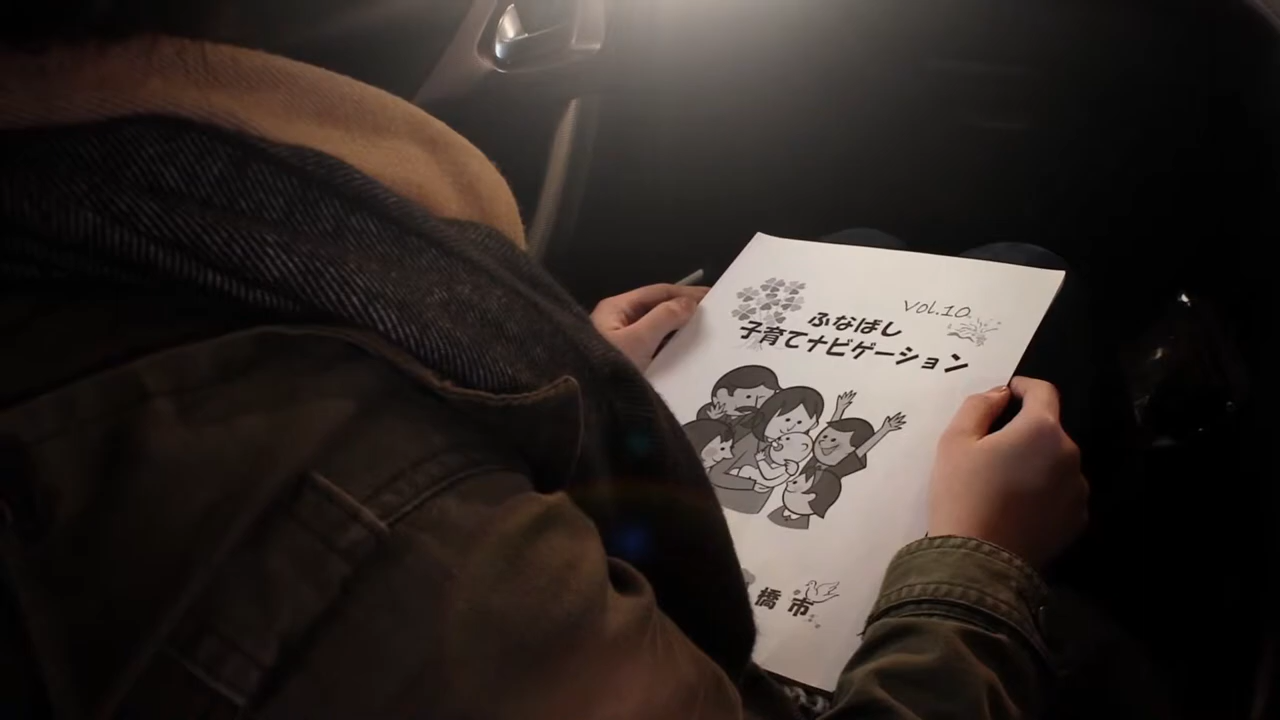 vol.10.
ふなばし
子育てナビゲーション
橋市